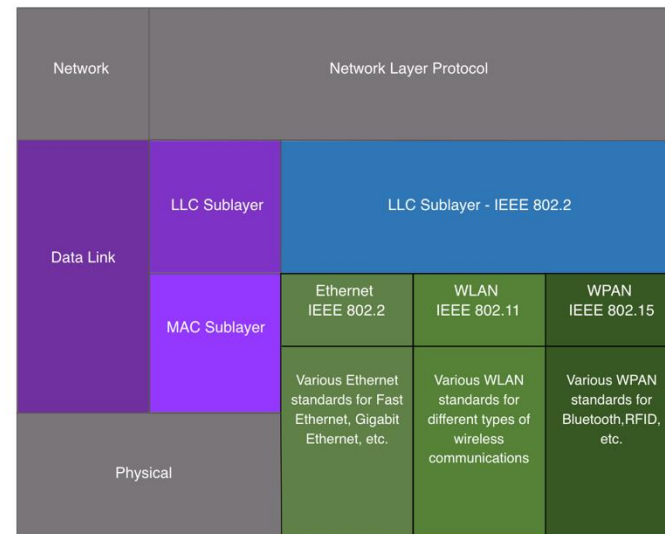 Network
Network Layer Protocol
Data Link
LLC Sublayer
LLC Sublayer - IEEE 802.2
MAC Sublayer
Ethernet
IEEE 802.2
WLAN
IEEE 802.11
WPAN
IEEE 802.15
Various Ethernet
standards for Fast
Ethernet, Gigabit
Ethernet, etc.
Various WLAN
standards for
different types of
wireless
communications
Various WPAN
standards for
Bluetooth,RFID,
etc.
Physical